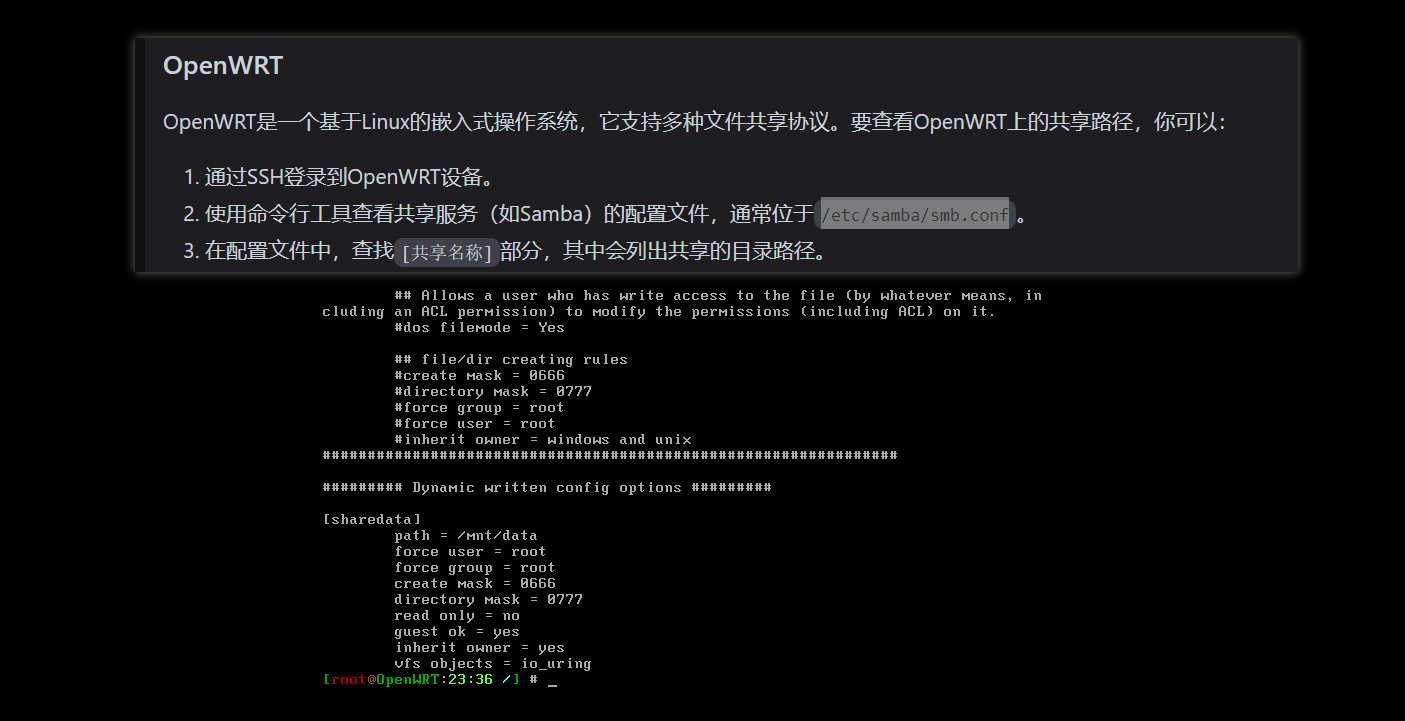 OpenWRT
OpenWRT是一个基于Linux的嵌入式操作系统，它支持多种文件共享协议。要查看OpenWRT上的共享路径，你可以：
1. 通过SSH登录到OpenWRT设备。
2. 使用命令行工具查看共享服务（如Samba）的配置文件，通常位于 /etc/samba/smb.conf 。
3. 在配置文件中，查找 [共享名称] 部分，其中会列出共享的目录路径。
## Allows a user who has write access to the file (by whatever means, in
cluding an ACL permission) to modify the permissions (including ACL) on it.
#dos filemode = Yes
## file/dir creating rules
#create mask = 0666
#directory mask = 0777
#force group = root
#force user = root
#inherit owner = windows and unix
################################################################
######### Dynamic written config options #########
[sharedata]
path = /mnt/data
force user = root
force group = root
create mask = 0666
directory mask = 0777
read only = no
guest ok = yes
inherit owner = yes
vfs objects = io_uring
[root@OpenWRT:23:36 /] # _